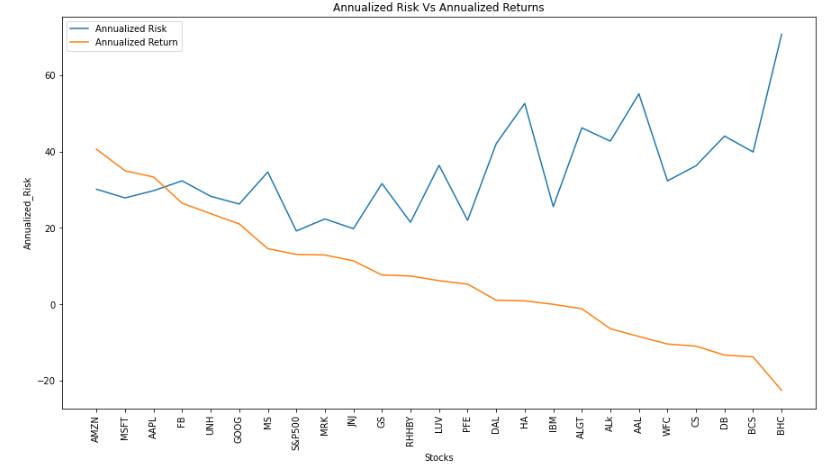 Annualized Risk Vs Annualized Returns
Annualized Risk
Annualized Return
60
40
20
0
−20
Annualized_Risk
AMZN
MSFT
AAPL
FB
UNH
GOOG
MS
S&P500
MRK
JNJ
GS
RHHBY
LUV
PFE
DAL
HA
IBM
ALGT
ALk
AAL
WFC
CS
DB
BCS
BHC
Stocks